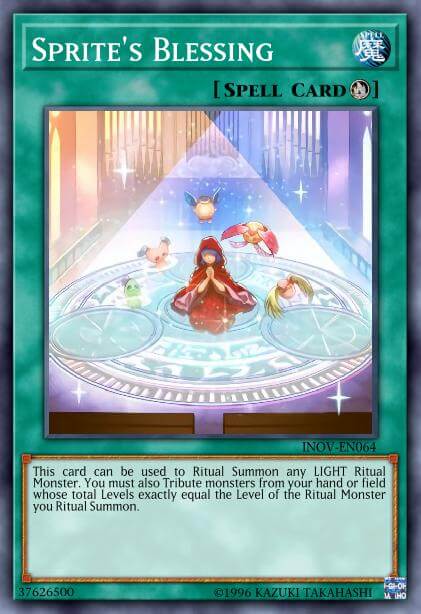 Sprite's Blessing
SPELL
魔
[Spell Card]
INOV-EN064
This card can be used to Ritual Summon any LIGHT Ritual
Monster. You must also Tribute monsters from your hand or field
whose total Levels exactly equal the Level of the Ritual Monster
you Ritual Summon.
37626500
©1996 KAZUKI TAKAHASHI